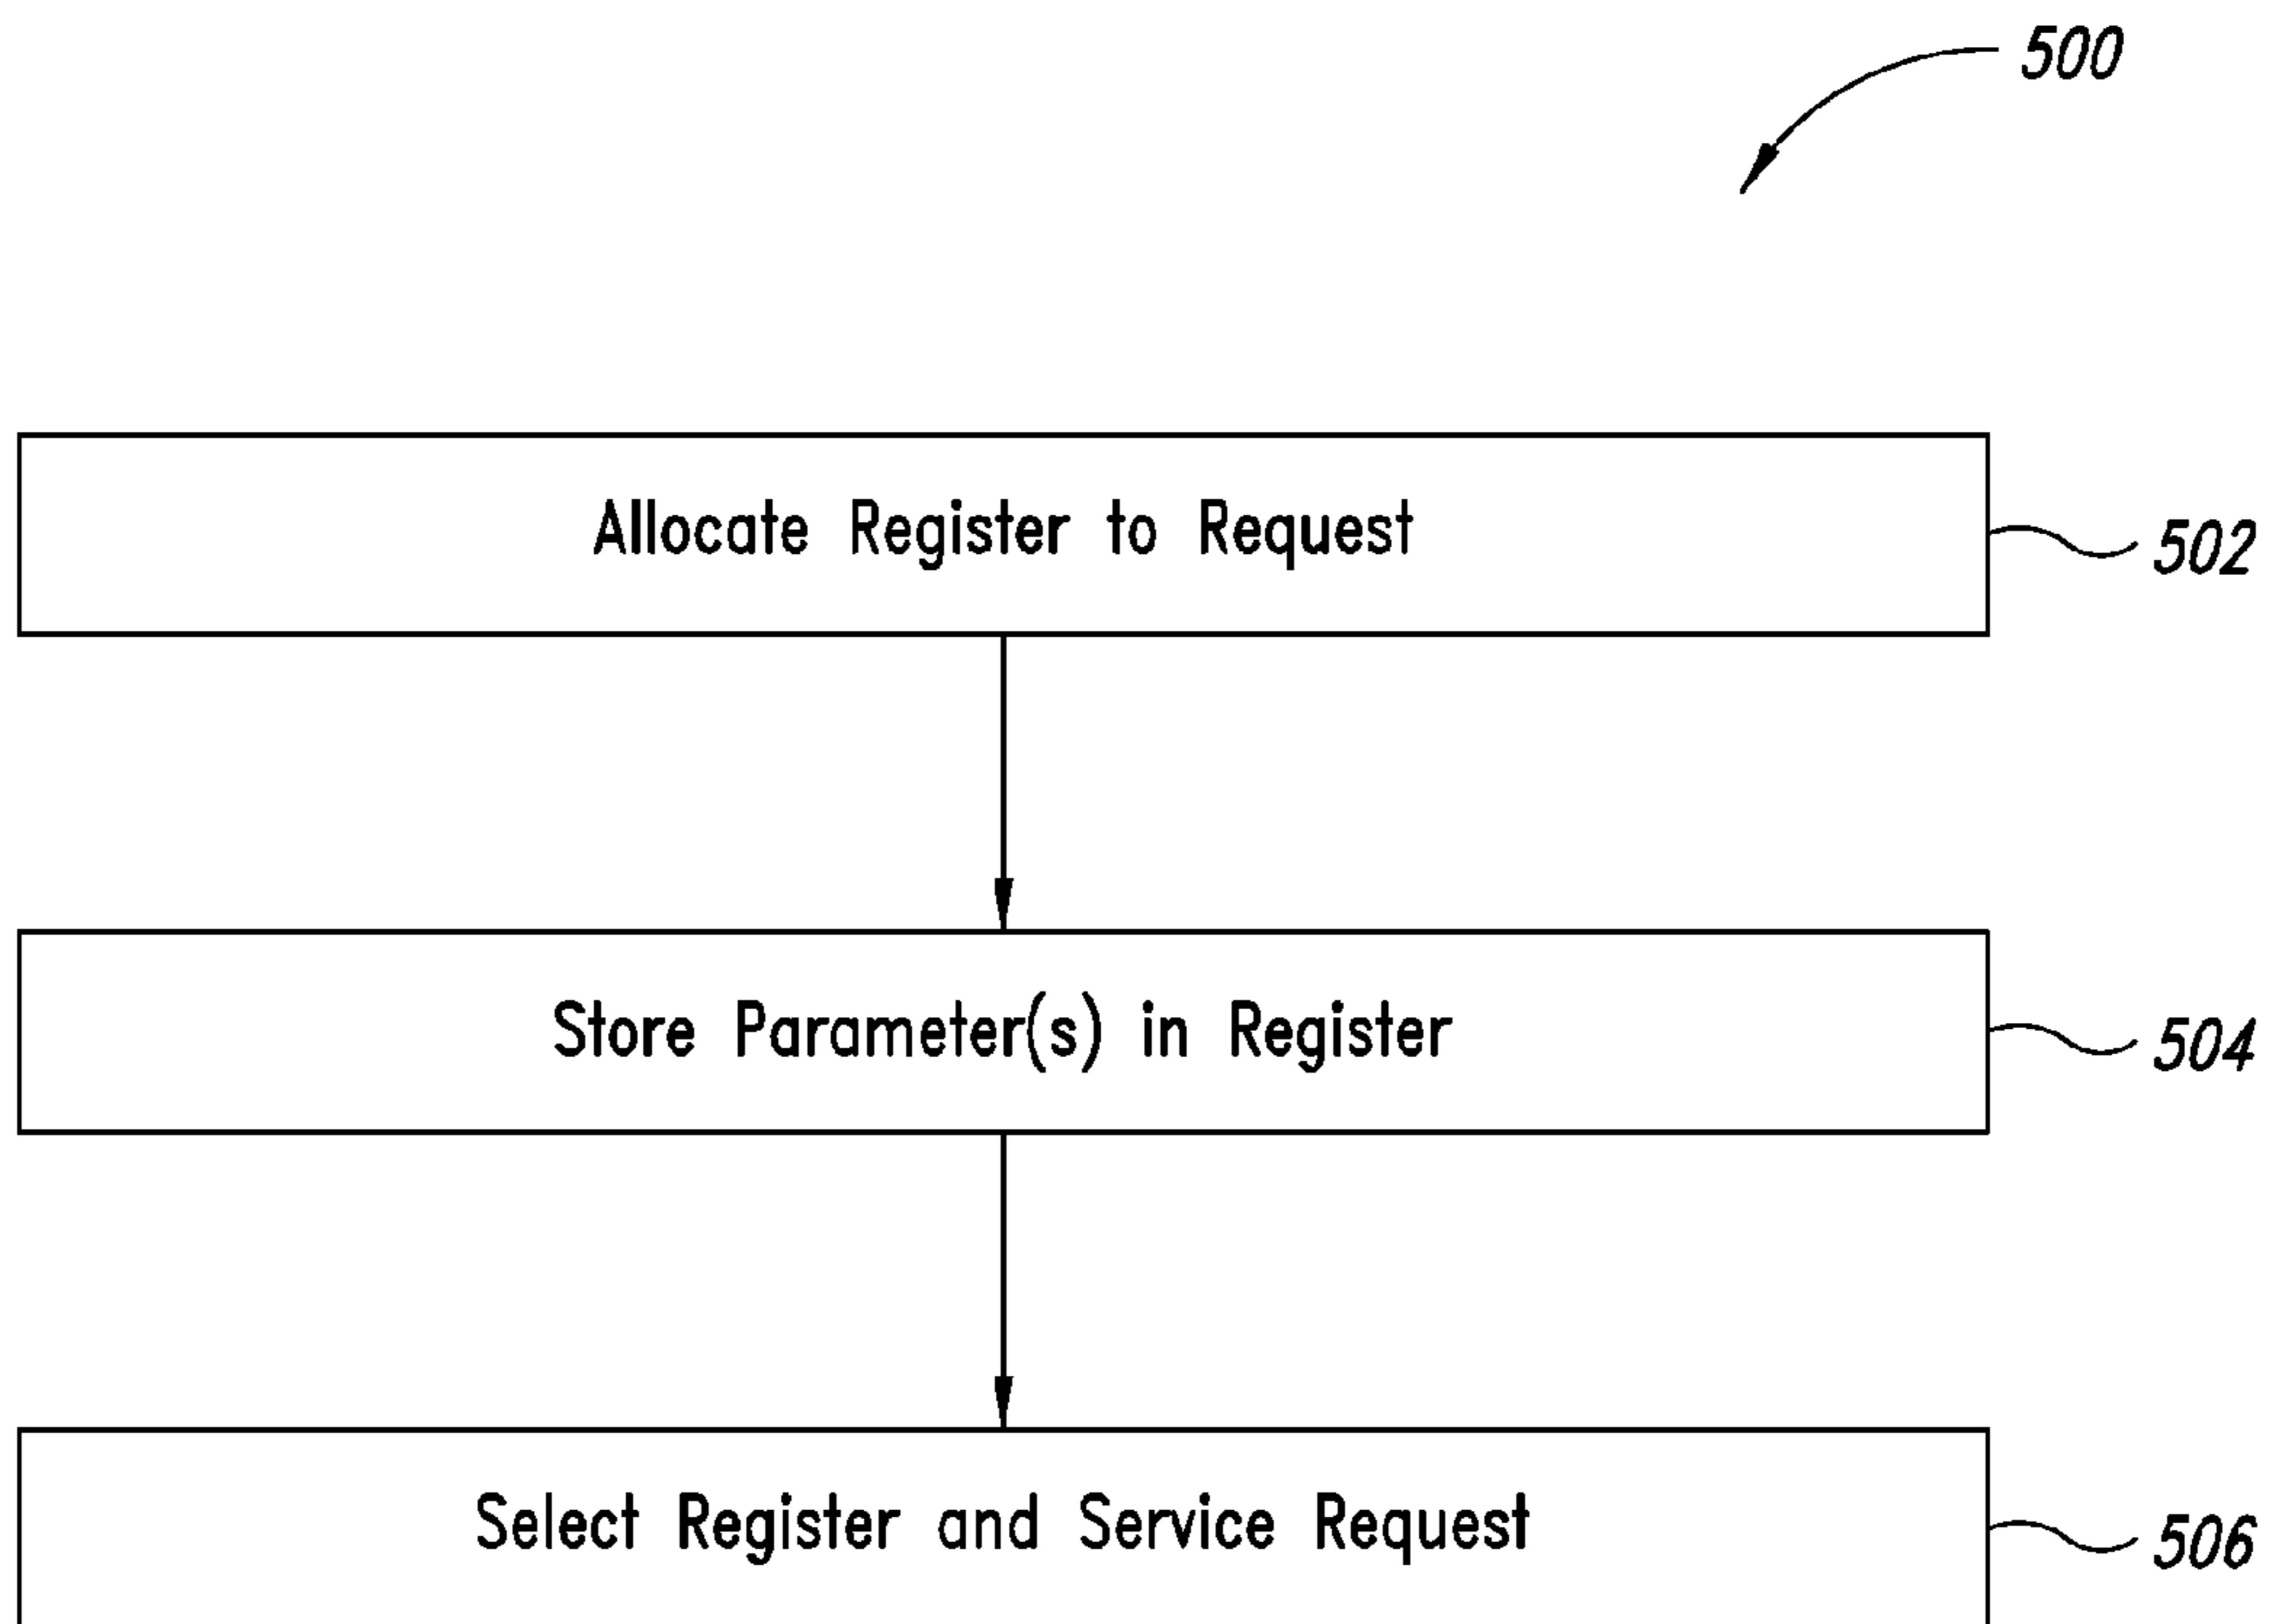 500
Allocate Register to Request
502
Store Parameter(s) in Register
504
Select Register and Service Request
506